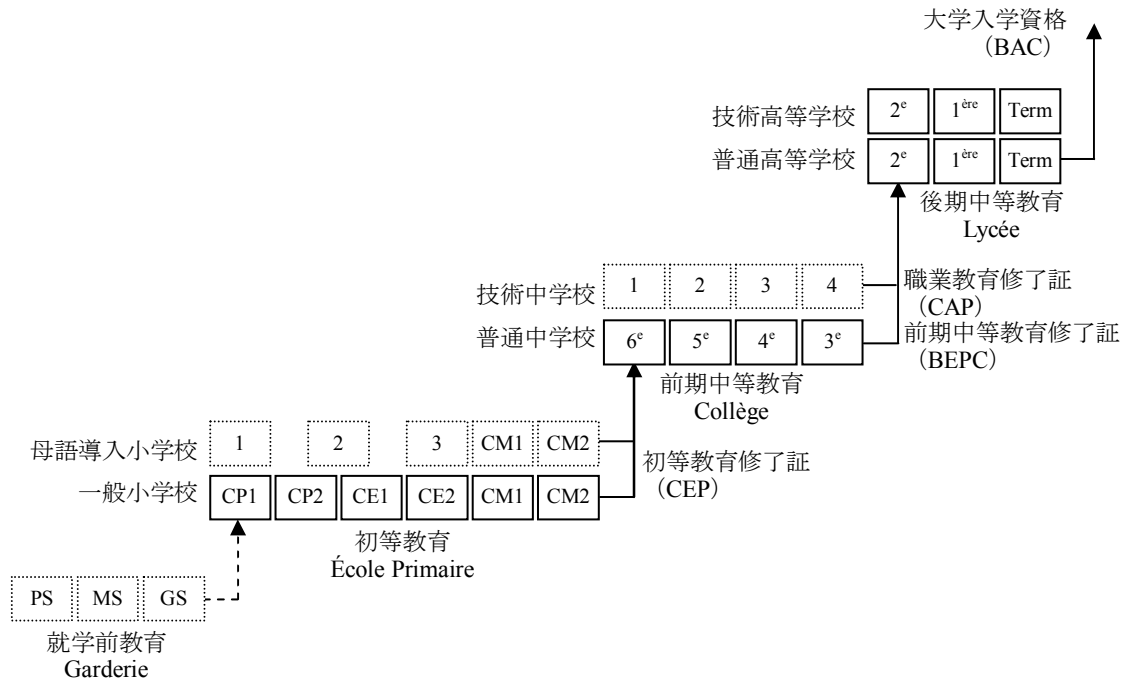 大学入学資格
（BAC）
技術高等学校 2e 1ère Term
普通高等学校 2e 1ère Term
後期中等教育
Lycée
技術中学校 1 2 3 4
職業教育修了証
（CAP）
普通中学校 6e 5e 4e 3e
前期中等教育修了証
（BEPC）
前期中等教育
Collège
母語導入小学校 1 2 3 CM1 CM2
一般小学校 CP1 CP2 CE1 CE2 CM1 CM2
初等教育修了証
（CEP）
初等教育
École Primaire
PS MS GS
就学前教育
Garderie